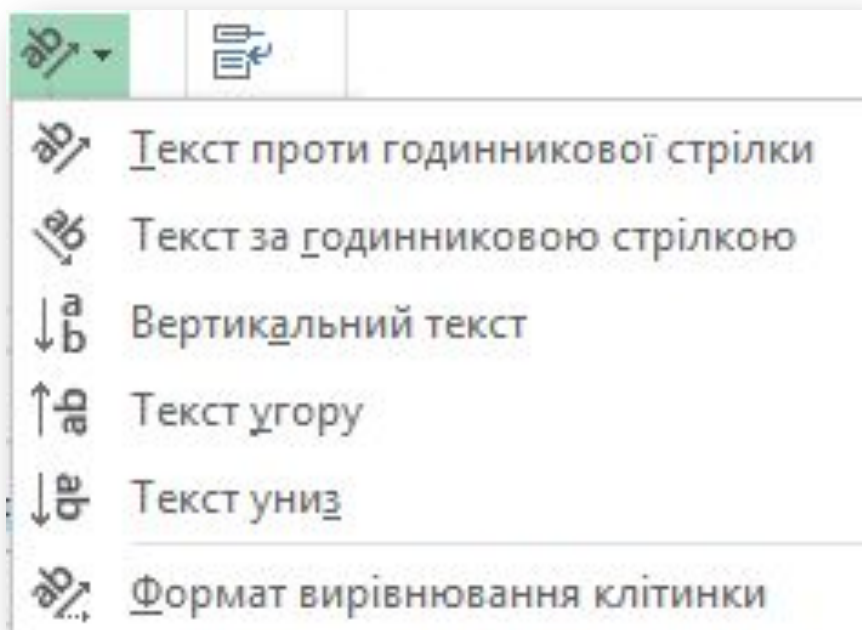 Текст проти годинникової стрілки
Текст за годинниковою стрілкою
Вертикальний текст
Текст угору
Текст униз
Формат вирівнювання клітинки